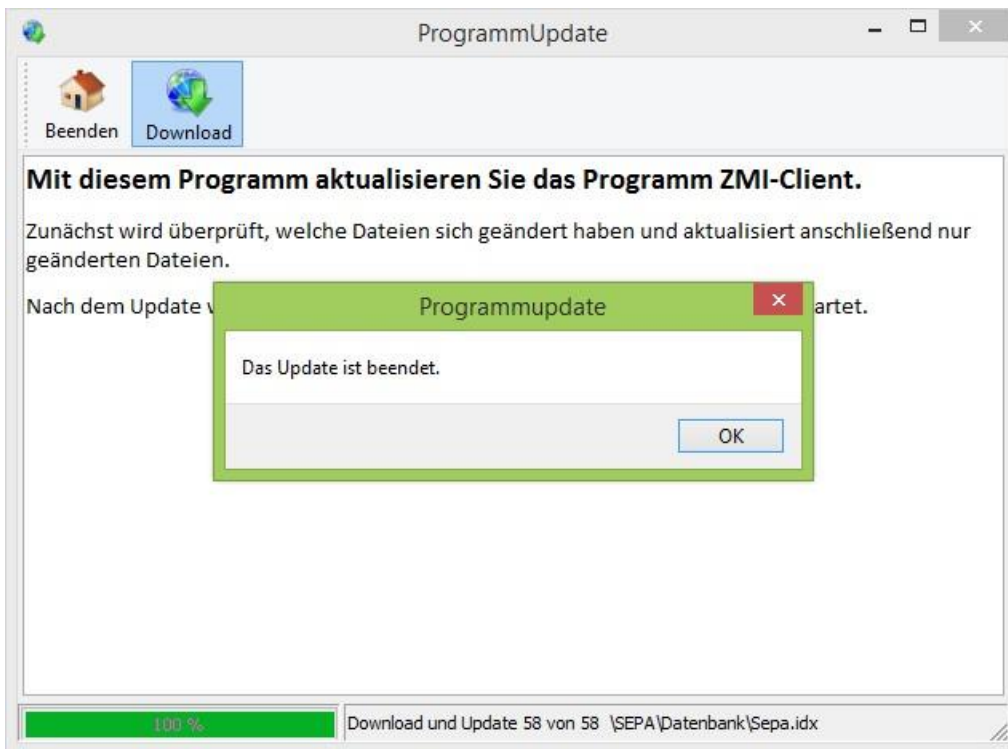 ProgrammUpdate
Beenden
Download
Mit diesem Programm aktualisieren Sie das Programm ZMI-Client.
Zunächst wird überprüft, welche Dateien sich geändert haben und aktualisiert anschließend nur
geänderten Dateien.
Nach dem Update artet.
Programmupdate
Das Update ist beendet.
OK
100 %
Download und Update 58 von 58 \SEPA\Datenbank\Sepa.idx